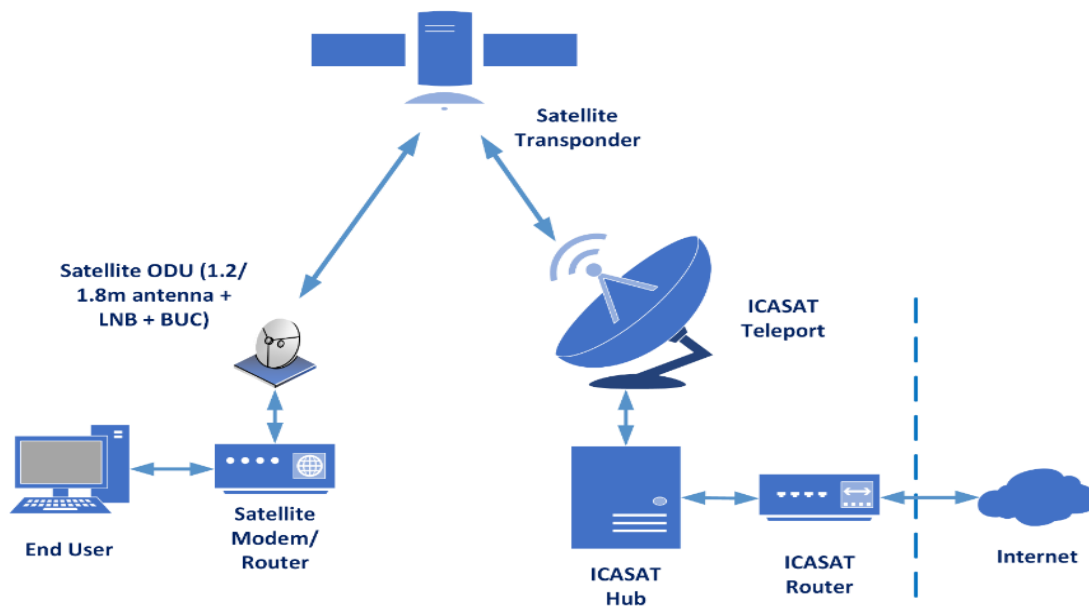 Satellite
Transponder
Satellite ODU (1.2/
1.8m antenna +
LNB + BUC)
ICASAT
Teleport
End User
Satellite
Modem/
Router
ICASAT
Hub
ICASAT
Router
Internet